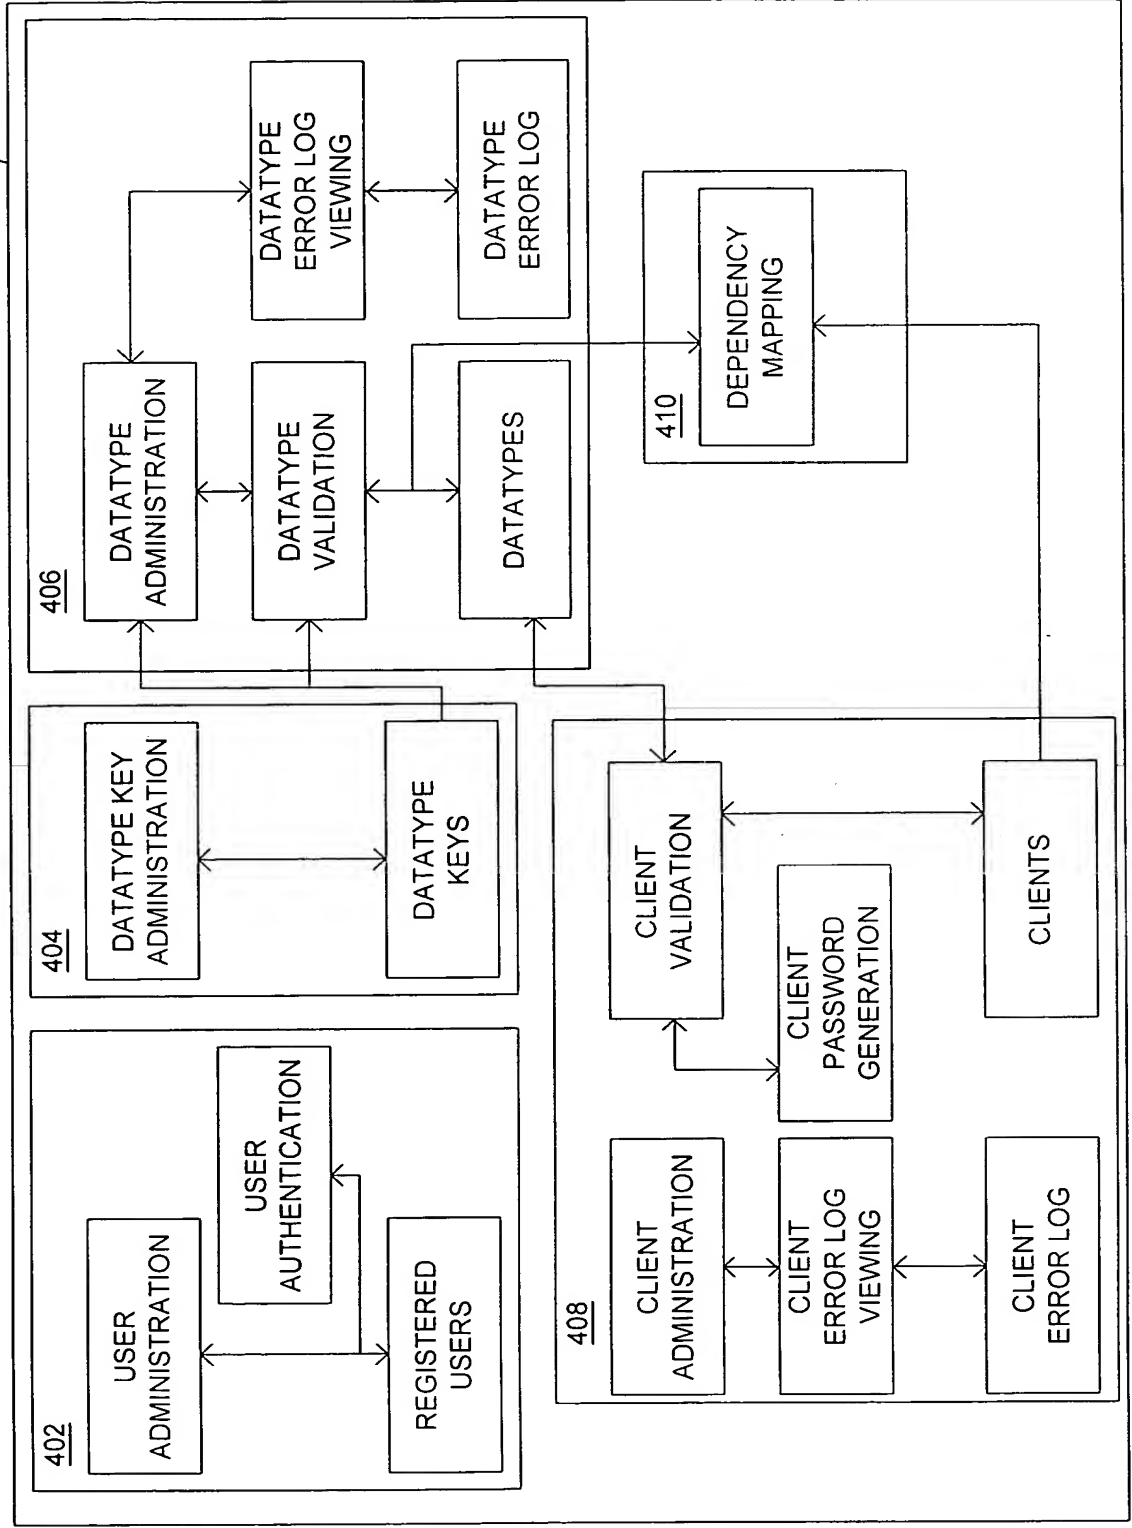 402
USER
ADMINISTRATION
USER
AUTHENTICATION
REGISTERED
USERS
404
DATATYPE KEY
ADMINISTRATION
DATATYPE
KEYS
406
DATATYPE
ADMINISTRATION
DATATYPE
VALIDATION
DATATYPES
DATATYPE
ERROR LOG
VIEWING
DATATYPE
ERROR LOG
408
CLIENT
ADMINISTRATION
CLIENT
ERROR LOG
VIEWING
CLIENT
ERROR LOG
CLIENT
VALIDATION
CLIENT
PASSWORD
GENERATION
CLIENTS
410
DEPENDENCY
MAPPING